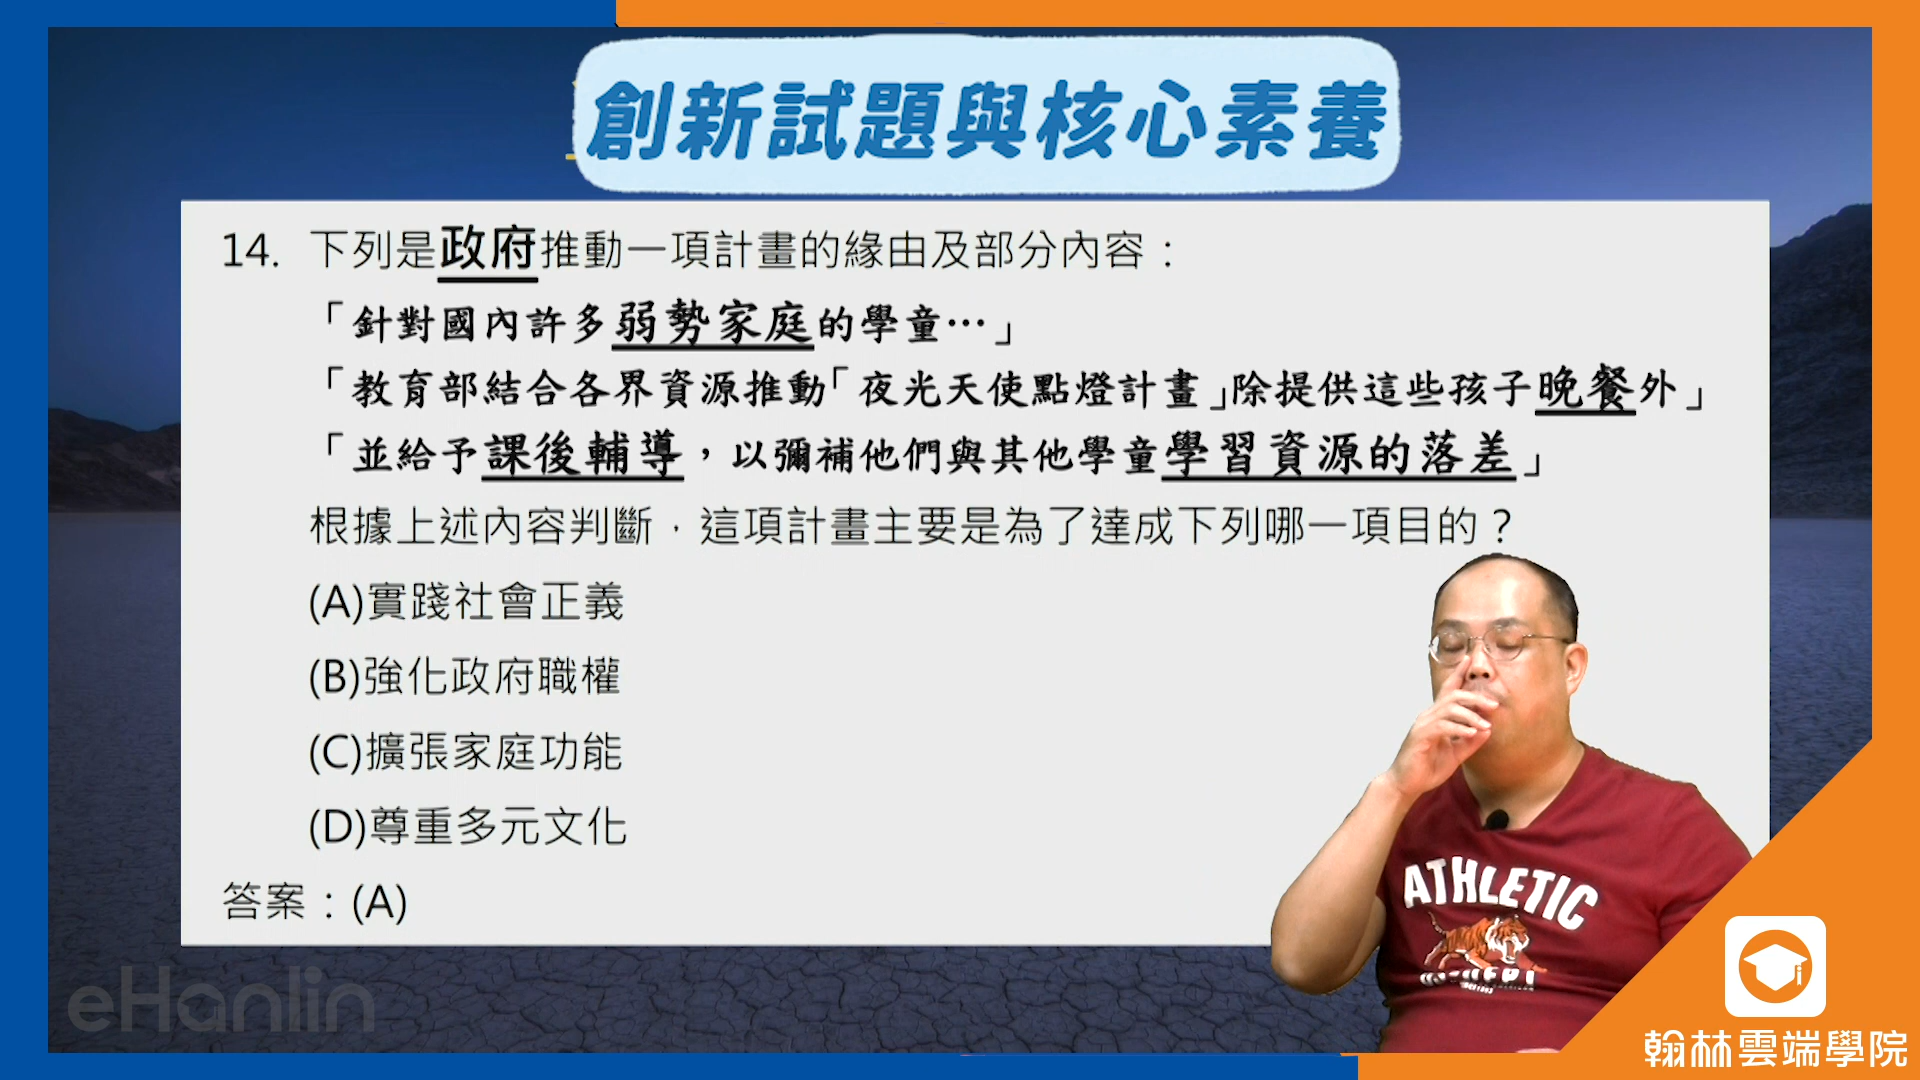 創新試題與核心素養
14. 下列是政府推動一項計畫的緣由及部分內容：
「針對國內許多弱勢家庭的學童…」
「教育部結合各界資源推動「夜光天使點燈計畫」除提供這些孩子晚餐外」
「並給予課後輔導，以彌補他們與其他學童學習資源的落差」
根據上述內容判斷，這項計畫主要是為了達成下列哪一項目的？
(A)實踐社會正義
(B)強化政府職權
(C)擴張家庭功能
(D)尊重多元文化
答案：(A)
ATHLETIC
eHanlin
翰林雲端學院